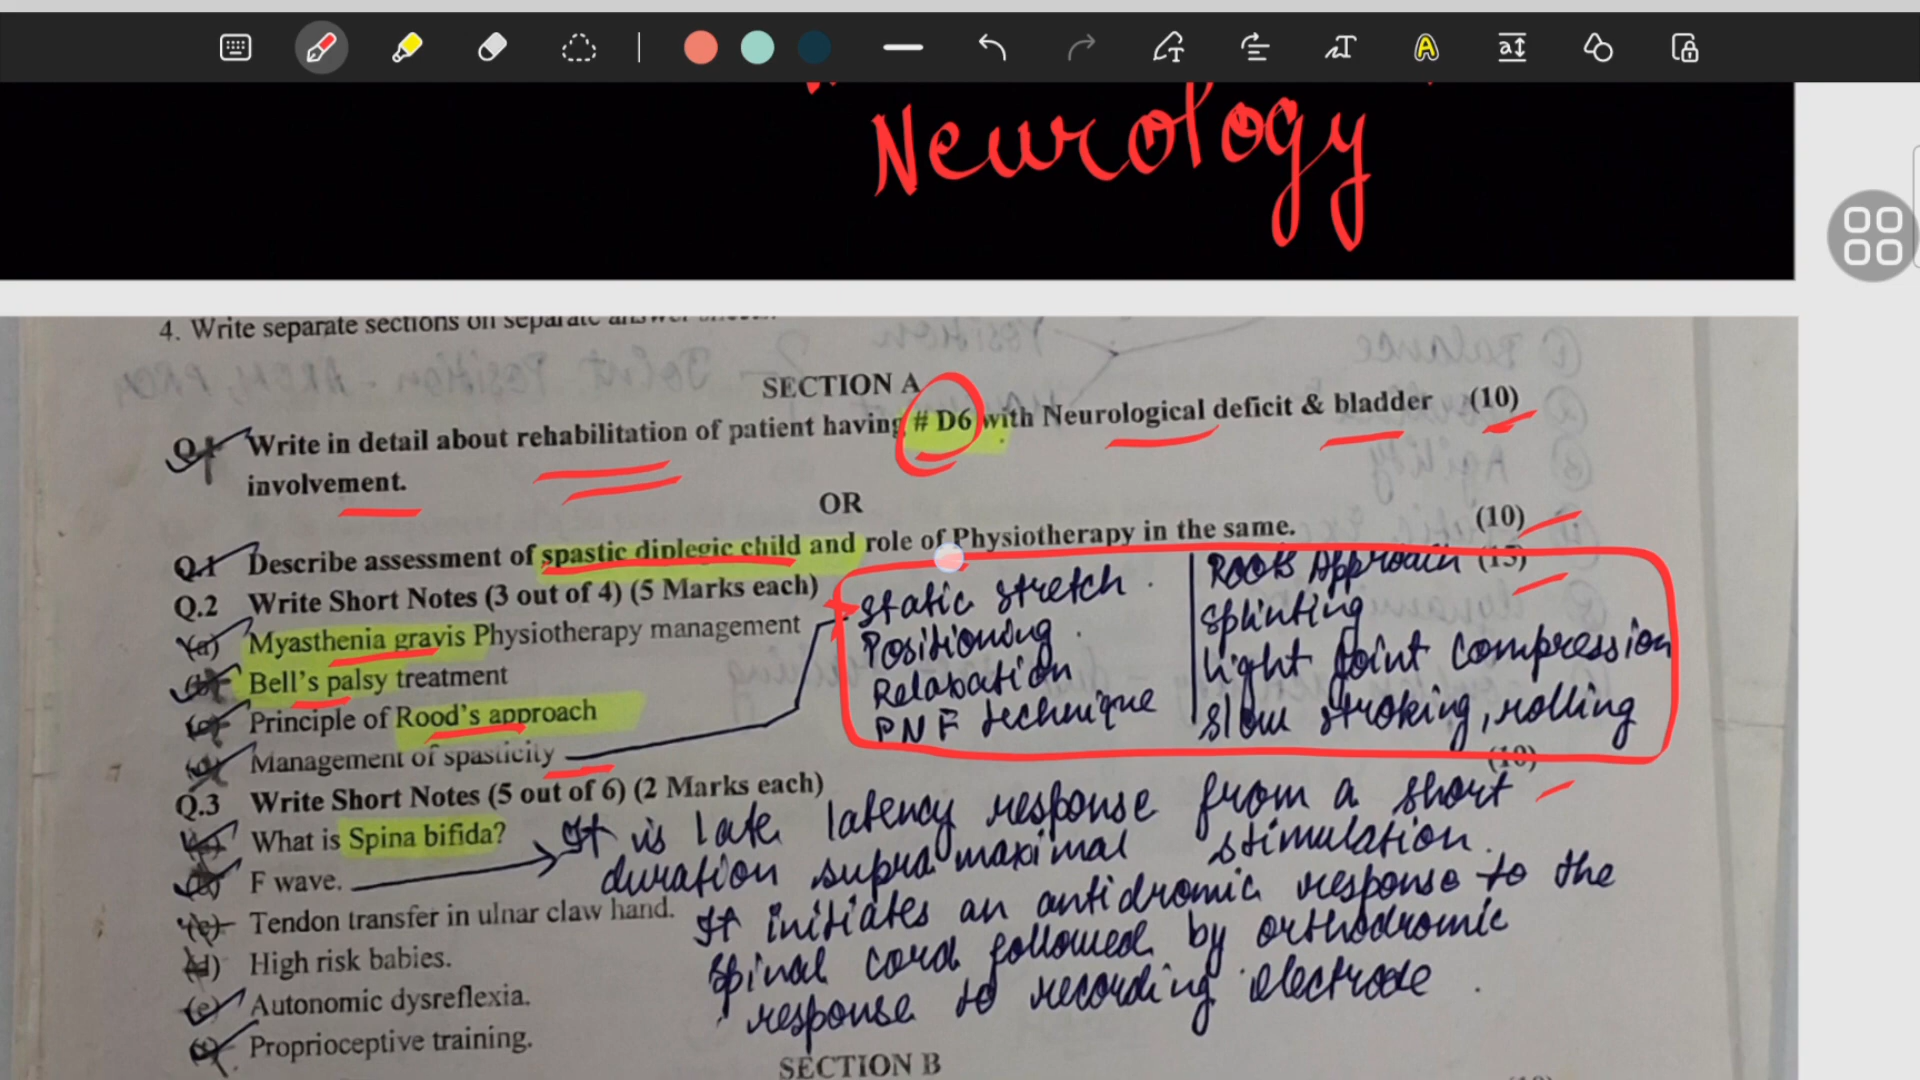 Neurology
4. Write separate sections on separate answer sheets.
SECTION A
Q.1 Write in detail about rehabilitation of patient having # D6 with Neurological deficit & bladder (10)
involvement.
OR
Q.1 Describe assessment of spastic diplegic child and role of Physiotherapy in the same. (10)
Q.2 Write Short Notes (3 out of 4) (5 Marks each) (15)
(a) Myasthenia gravis Physiotherapy management
(b) Bell's palsy treatment
(c) Principle of Rood's approach
(d) Management of spasticity
static stretch
Positioning
Relaxation
PNF technique
Roods Approach
splinting
light joint compression
slow stroking, rolling
Q.3 Write Short Notes (5 out of 6) (2 Marks each) (10)
(a) What is Spina bifida?
(b) F wave.
It is late latency response from a short
duration supramaximal stimulation.
It initiates an antidromic response to the
spinal cord followed by orthodromic
response to recording electrode.
(c) Tendon transfer in ulnar claw hand.
(d) High risk babies.
(e) Autonomic dysreflexia.
(f) Proprioceptive training.
SECTION B